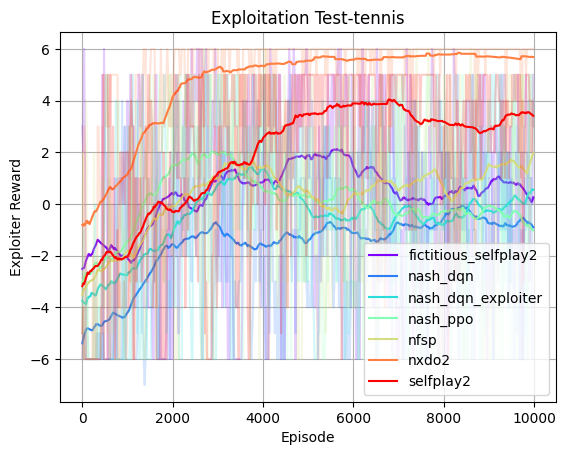 Exploitation Test-tennis
Exploiter Reward
6
4
2
0
−2
−4
−6
fictitious_selfplay2
nash_dqn
nash_dqn_exploiter
nash_ppo
nfsp
nxdo2
selfplay2
0 2000 4000 6000 8000 10000
Episode